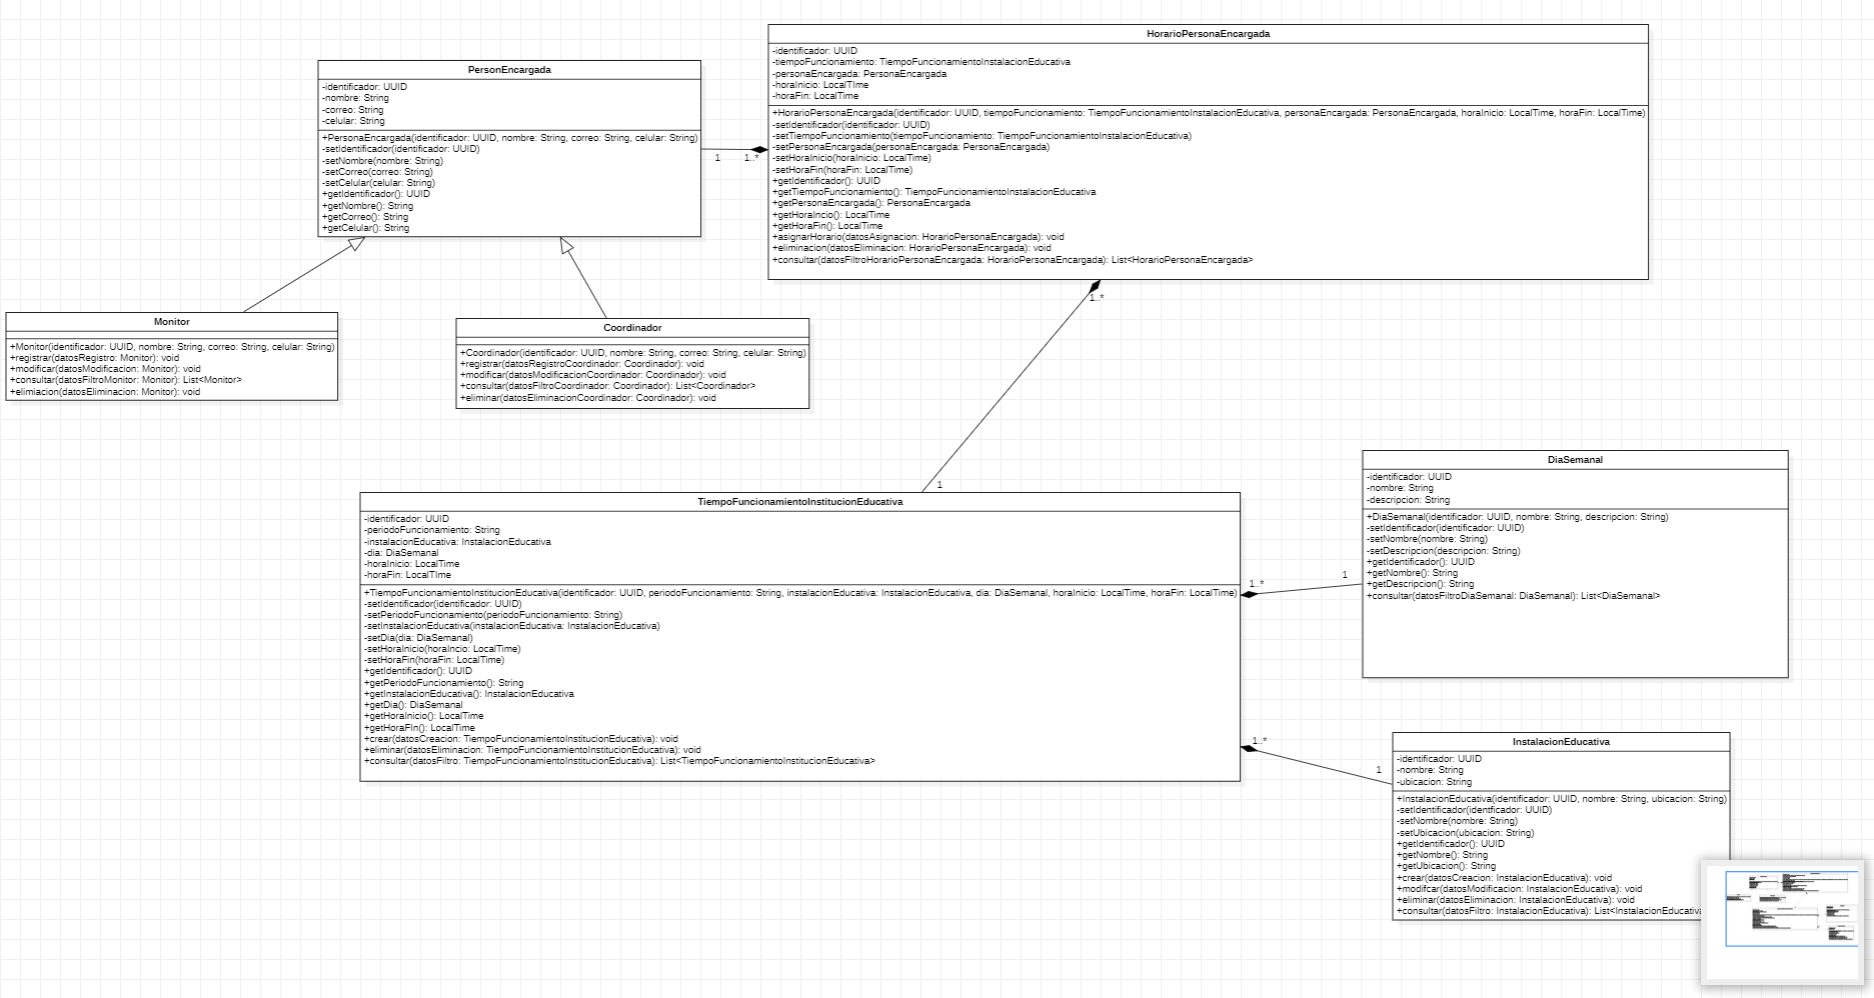 HorarioPersonaEncargada
-identificador: UUID
-tiempoFuncionamiento: TiempoFuncionamientoInstalacionEducativa
-personaEncargada: PersonaEncargada
-horaInicio: LocalTime
-horaFin: LocalTime
+HorarioPersonaEncargada(identificador: UUID, tiempoFuncionamiento: TiempoFuncionamientoInstalacionEducativa, personaEncargada: PersonaEncargada, horaInicio: LocalTime, horaFin: LocalTime)
-setIdentificador(identificador: UUID)
-setTiempoFuncionamiento(tiempoFuncionamiento: TiempoFuncionamientoInstalacionEducativa)
-setPersonaEncargada(personaEncargada: PersonaEncargada)
-setHoraInicio(horaInicio: LocalTime)
-setHoraFin(horaFin: LocalTime)
+getIdentificador(): UUID
+getTiempoFuncionamiento(): TiempoFuncionamientoInstalacionEducativa
+getPersonaEncargada(): PersonaEncargada
+getHoraIncio(): LocalTime
+getHoraFin(): LocalTime
+asignarHorario(datosAsignacion: HorarioPersonaEncargada): void
+eliminacion(datosEliminacion: HorarioPersonaEncargada): void
+consultar(datosFiltroHorarioPersonaEncargada: HorarioPersonaEncargada): List<HorarioPersonaEncargada>
PersonEncargada
-identificador: UUID
-nombre: String
-correo: String
-celular: String
+PersonaEncargada(identificador: UUID, nombre: String, correo: String, celular: String)
-setIdentificador(identificador: UUID)
-setNombre(nombre: String)
-setCorreo(correo: String)
-setCelular(celular: String)
+getIdentificador(): UUID
+getNombre(): String
+getCorreo(): String
+getCelular(): String
1
1..*
Monitor
+Monitor(identificador: UUID, nombre: String, correo: String, celular: String)
+registrar(datosRegistro: Monitor): void
+modificar(datosModificacion: Monitor): void
+consultar(datosFiltroMonitor: Monitor): List<Monitor>
+elimiacion(datosEliminacion: Monitor): void
Coordinador
+Coordinador(identificador: UUID, nombre: String, correo: String, celular: String)
+registrar(datosRegistroCoordinador: Coordinador): void
+modificar(datosModificacionCoordinador: Coordinador): void
+consultar(datosFiltroCoordinador: Coordinador): List<Coordinador>
+eliminar(datosEliminacionCoordinador: Coordinador): void
1..*
1
TiempoFuncionamientoInstitucionEducativa
-identificador: UUID
-periodoFuncionamiento: String
-instalacionEducativa: InstalacionEducativa
-dia: DiaSemanal
-horaInicio: LocalTime
-horaFin: LocalTIme
+TiempoFuncionamientoInstitucionEducativa(identificador: UUID, periodoFuncionamiento: String, instalacionEducativa: InstalacionEducativa, dia: DiaSemanal, horaInicio: LocalTime, horaFin: LocalTime)
-setIdentificador(identificador: UUID)
-setPeriodoFuncionamiento(periodoFuncionamiento: String)
-setInstalacionEducativa(instalacionEducativa: InstalacionEducativa)
-setDia(dia: DiaSemanal)
-setHoraInicio(horaIncio: LocalTime)
-setHoraFin(horaFin: LocalTime)
+getIdentificador(): UUID
+getPeriodoFuncionamiento(): String
+getInstalacionEducativa(): InstalacionEducativa
+getDia(): DiaSemanal
+getHoraInicio(): LocalTime
+getHoraFin(): LocalTime
+crear(datosCreacion: TiempoFuncionamientoInstitucionEducativa): void
+eliminar(datosEliminacion: TiempoFuncionamientoInstitucionEducativa): void
+consultar(datosFiltro: TiempoFuncionamientoInstitucionEducativa): List<TiempoFuncionamientoInstitucionEducativa>
1..*
1
DiaSemanal
-identificador: UUID
-nombre: String
-descripcion: String
+DiaSemanal(identificador: UUID, nombre: String, descripcion: String)
-setIdentificador(identificador: UUID)
-setNombre(nombre: String)
-setDescripcion(descripcion: String)
+getIdentificador(): UUID
+getNombre(): String
+getDescripcion(): String
+consultar(datosFiltroDiaSemanal: DiaSemanal): List<DiaSemanal>
1..*
1
InstalacionEducativa
-identificador: UUID
-nombre: String
-ubicacion: String
+InstalacionEducativa(identificador: UUID, nombre: String, ubicacion: String)
-setIdentificador(identificador: UUID)
-setNombre(nombre: String)
-setUbicacion(ubicacion: String)
+getIdentificador(): UUID
+getNombre(): String
+getUbicacion(): String
+crear(datosCreacion: InstalacionEducativa): void
+modifcar(datosModificacion: InstalacionEducativa): void
+eliminar(datosEliminacion: InstalacionEducativa): void
+consultar(datosFiltro: InstalacionEducativa): List<InstalacionEducativa